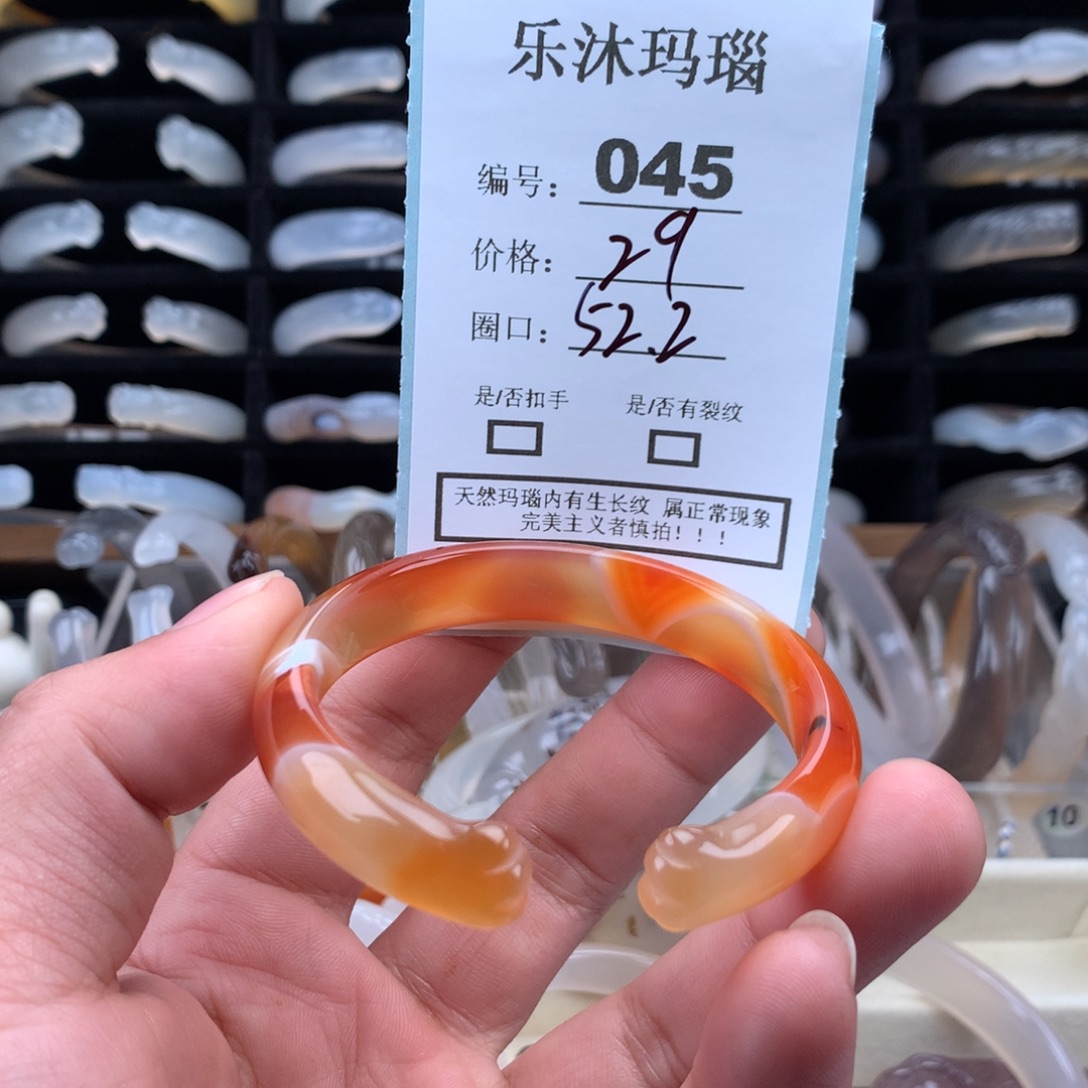 乐沐玛瑙
编号：045
价格：29
圈口：52.2
是/否扣手 是/否有裂纹
天然玛瑙内有生长纹 属正常现象
完美主义者慎拍！！！
10